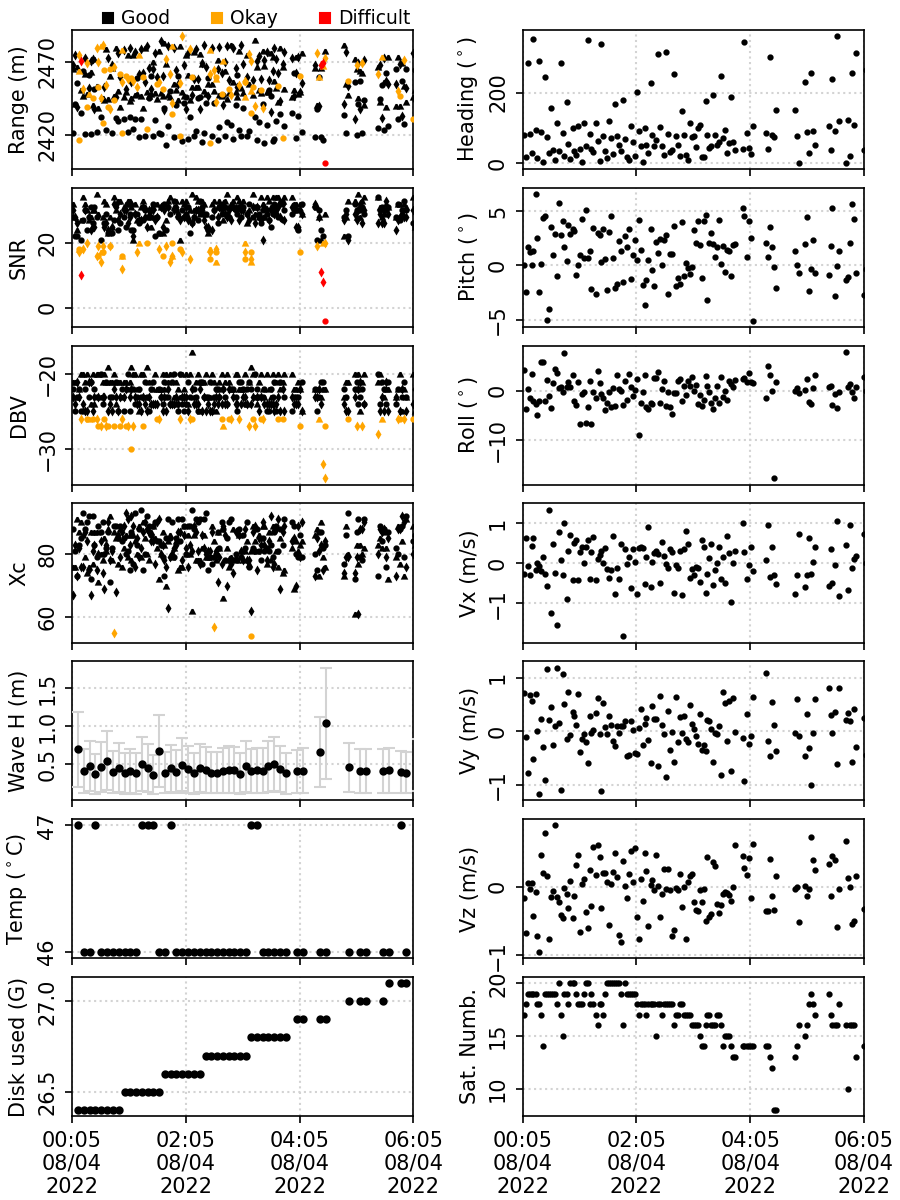 Good Okay Difficult
Range (m)
2470
2420
Heading (°)
200
0
SNR
20
0
Pitch (°)
5
0
−5
DBV
−20
−30
Roll (°)
0
−10
Xc
80
60
Vx (m/s)
1
0
−1
Wave H (m)
1.5
1.0
0.5
Vy (m/s)
1
0
−1
Temp (°C)
47
46
Vz (m/s)
0
−1
Disk used (G)
27.0
26.5
Sat. Numb.
20
15
10
00:05 02:05 04:05 06:05 00:05 02:05 04:05 06:05
08/04 08/04 08/04 08/04 08/04 08/04 08/04 08/04
2022 2022 2022 2022 2022 2022 2022 2022